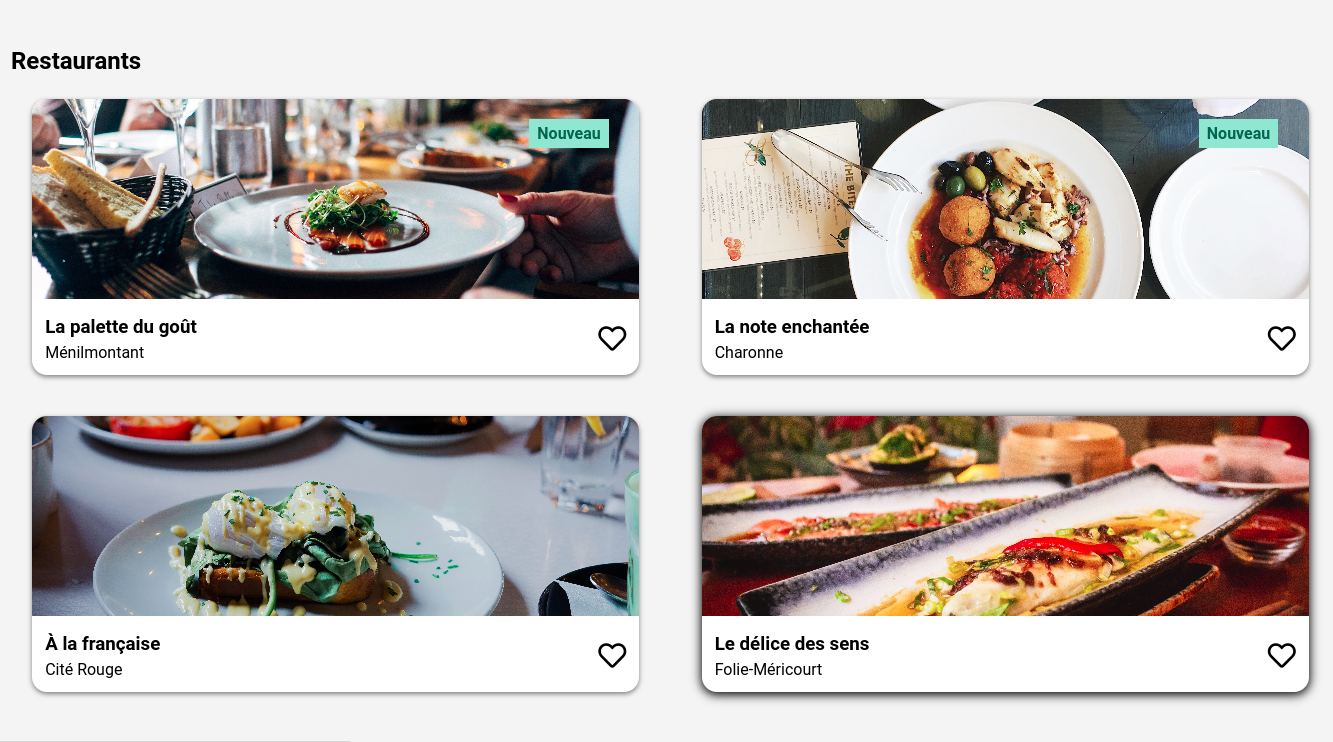 Restaurants
Nouveau
La palette du goût
Ménilmontant
Nouveau
La note enchantée
Charonne
À la française
Cité Rouge
Le délice des sens
Folie-Méricourt